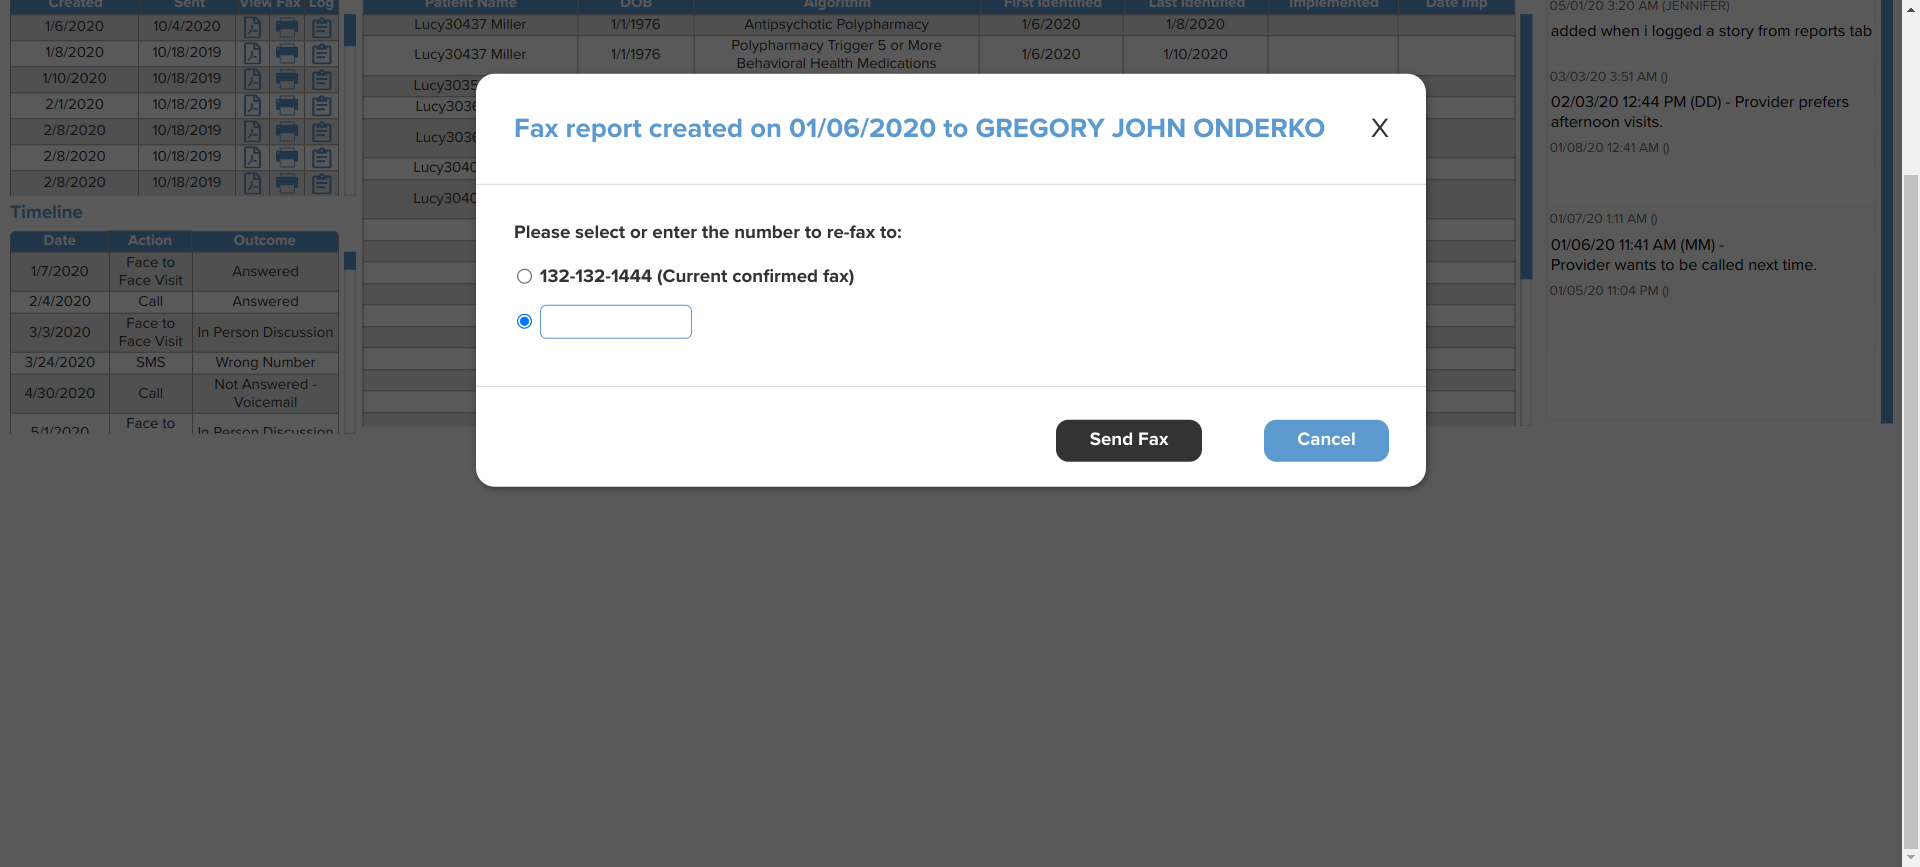 Created Sent View Fax Log
1/6/2020 10/4/2020
1/8/2020 10/18/2019
1/10/2020 10/18/2019
2/1/2020 10/18/2019
2/8/2020 10/18/2019
2/8/2020 10/18/2019
2/8/2020 10/18/2019
Timeline
Date Action Outcome
1/7/2020 Face to Face Visit Answered
2/4/2020 Call Answered
3/3/2020 Face to Face Visit In Person Discussion
3/24/2020 SMS Wrong Number
4/30/2020 Call Not Answered - Voicemail
5/1/2020 Face to In Person Discussion
Patient Name DOB Algorithm First Identified Last Identified Implemented Date Imp
Lucy30437 Miller 1/1/1976 Antipsychotic Polypharmacy 1/6/2020 1/8/2020
Lucy30437 Miller 1/1/1976 Polypharmacy Trigger 5 or More Behavioral Health Medications 1/6/2020 1/10/2020
Lucy3035
Lucy3036
Lucy3036
Lucy3040
Lucy3040
Fax report created on 01/06/2020 to GREGORY JOHN ONDERKO X
Please select or enter the number to re-fax to:
132-132-1444 (Current confirmed fax)
Send Fax Cancel
05/01/20 3:20 AM (JENNIFER)
added when i logged a story from reports tab
03/03/20 3:51 AM ()
02/03/20 12:44 PM (DD) - Provider prefers
afternoon visits.
01/08/20 12:41 AM ()
01/07/20 1:11 AM ()
01/06/20 11:41 AM (MM) -
Provider wants to be called next time.
01/05/20 11:04 PM ()